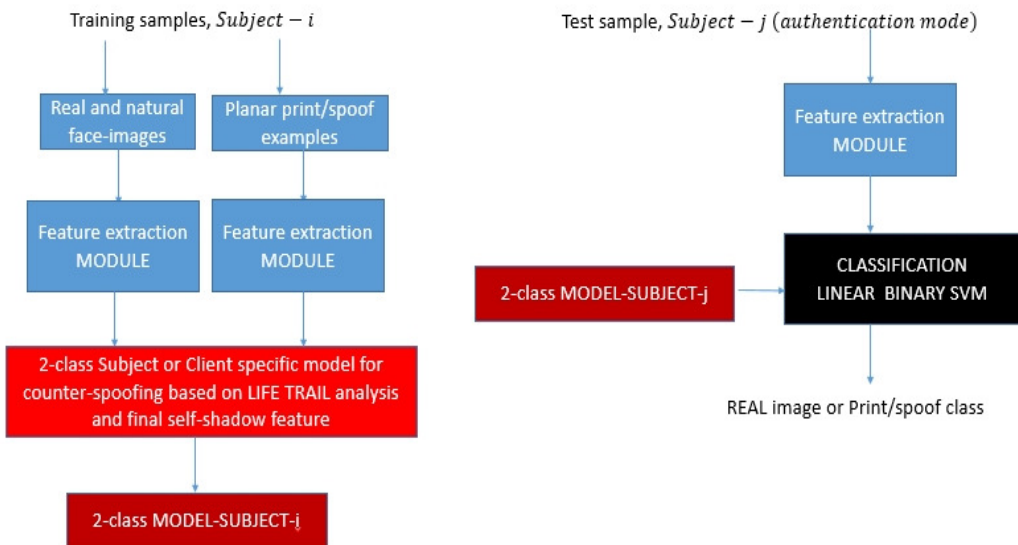 Training samples, Subject − i
Real and natural
face-images
Planar print/spoof
examples
Feature extraction
MODULE
Feature extraction
MODULE
2-class Subject or Client specific model for
counter-spoofing based on LIFE TRAIL analysis
and final self-shadow feature
2-class MODEL-SUBJECT-i
Test sample, Subject − j (authentication mode)
Feature extraction
MODULE
2-class MODEL-SUBJECT-j
CLASSIFICATION
LINEAR BINARY SVM
REAL image or Print/spoof class